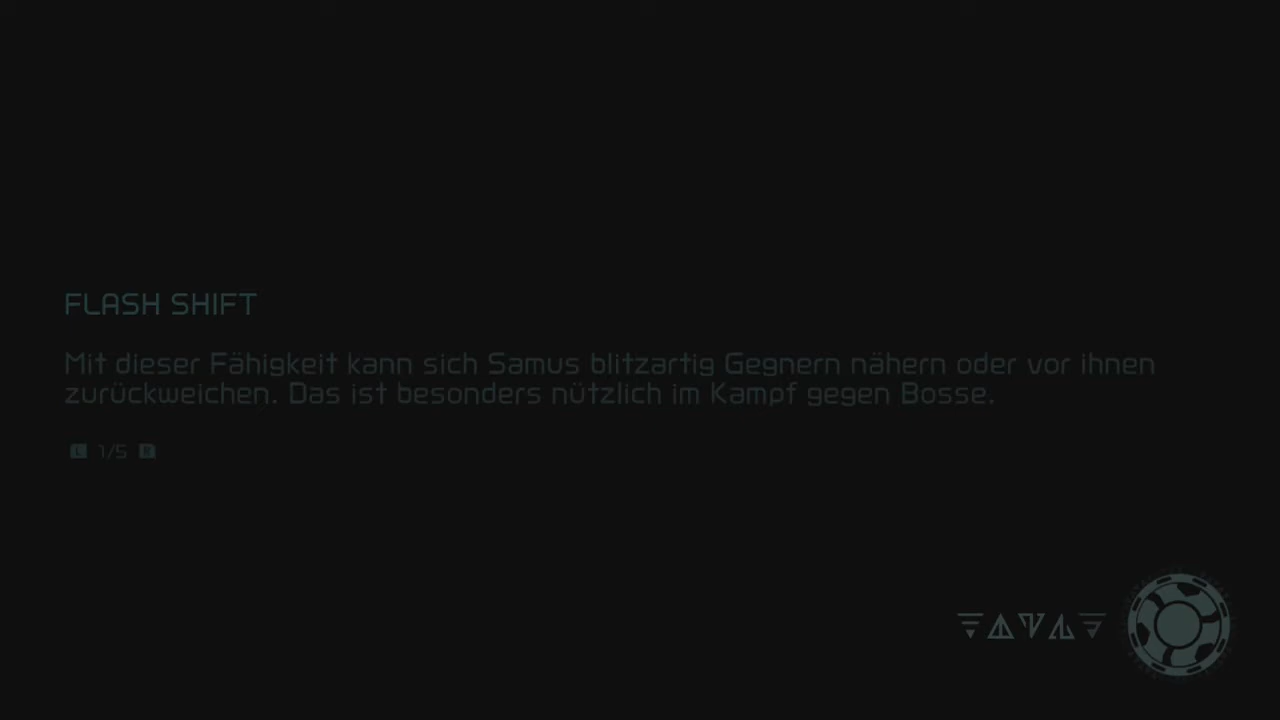 FLASH SHIFT
Mit dieser Fähigkeit kann sich Samus blitzartig Gegnern nähern oder vor ihnen
zurückweichen. Das ist besonders nützlich im Kampf gegen Bosse.
L 1/5 R